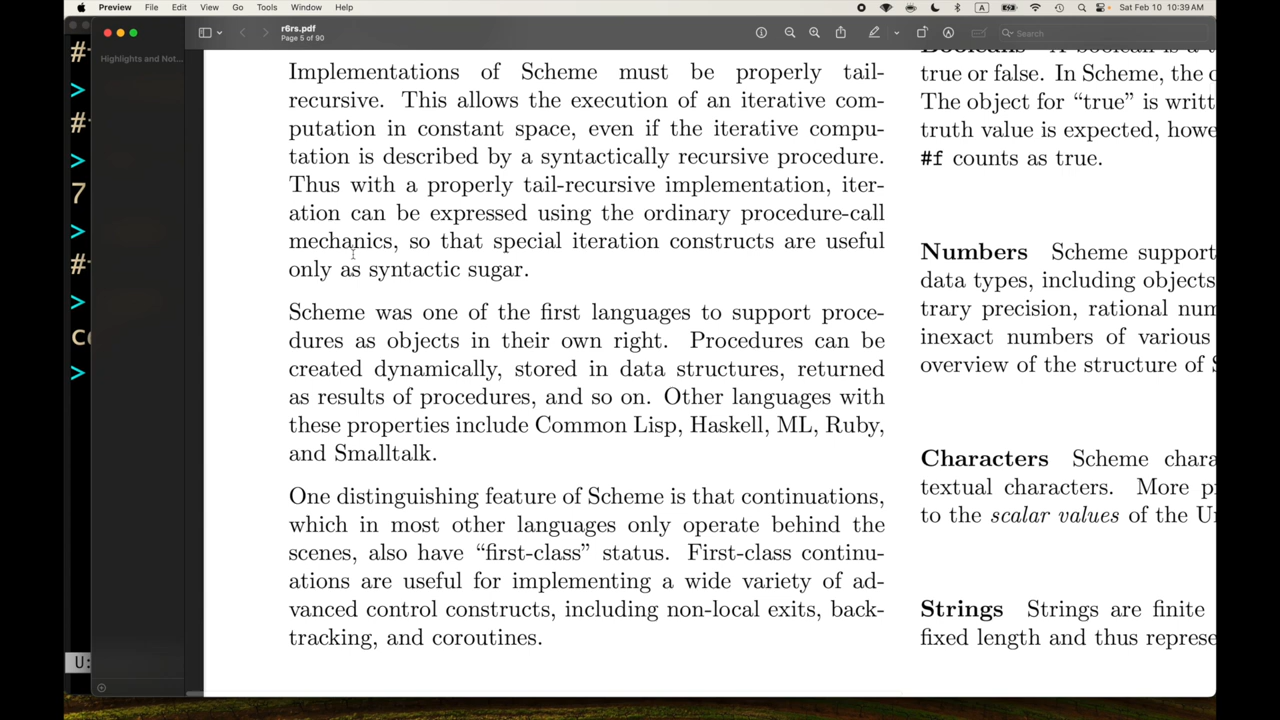 Preview File Edit View Go Tools Window Help A Sat Feb 10 10:39 AM
r6rs.pdf
Page 5 of 90
Search
Highlights and Not...
#
>
#
>
7
>
#
>
>
U:
Implementations of Scheme must be properly tail-
recursive. This allows the execution of an iterative com-
putation in constant space, even if the iterative compu-
tation is described by a syntactically recursive procedure.
Thus with a properly tail-recursive implementation, iter-
ation can be expressed using the ordinary procedure-call
mechanics, so that special iteration constructs are useful
only as syntactic sugar.
Scheme was one of the first languages to support proce-
dures as objects in their own right. Procedures can be
created dynamically, stored in data structures, returned
as results of procedures, and so on. Other languages with
these properties include Common Lisp, Haskell, ML, Ruby,
and Smalltalk.
One distinguishing feature of Scheme is that continuations,
which in most other languages only operate behind the
scenes, also have “first-class” status. First-class continu-
ations are useful for implementing a wide variety of ad-
vanced control constructs, including non-local exits, back-
tracking, and coroutines.
true or false. In Scheme, the
The object for “true” is writt
truth value is expected, howe
#f counts as true.
Numbers Scheme support
data types, including objects
trary precision, rational num
inexact numbers of various
overview of the structure of
Characters Scheme chara
textual characters. More p
to the scalar values of the U
Strings Strings are finite
fixed length and thus represe